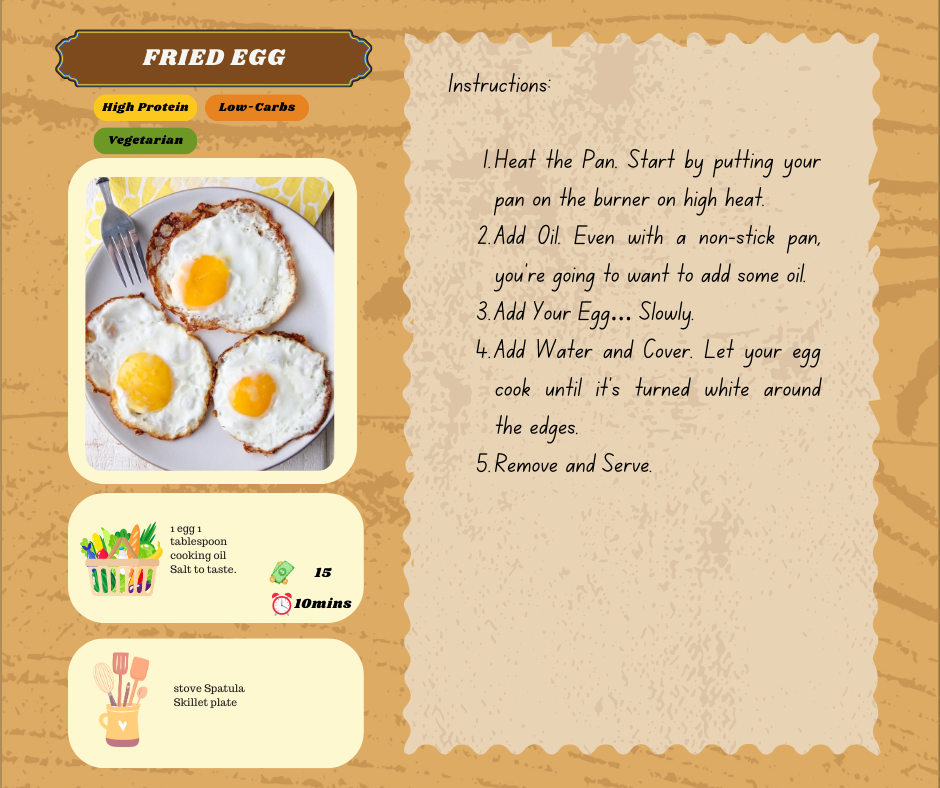 FRIED EGG
High Protein
Low-Carbs
Vegetarian
1 egg 1
tablespoon
cooking oil
Salt to taste.
15
10mins
stove Spatula
Skillet plate
Instructions:
1. Heat the Pan. Start by putting your
pan on the burner on high heat.
2. Add Oil. Even with a non-stick pan,
you're going to want to add some oil.
3. Add Your Egg... Slowly.
4. Add Water and Cover. Let your egg
cook until it's turned white around
the edges.
5. Remove and Serve.